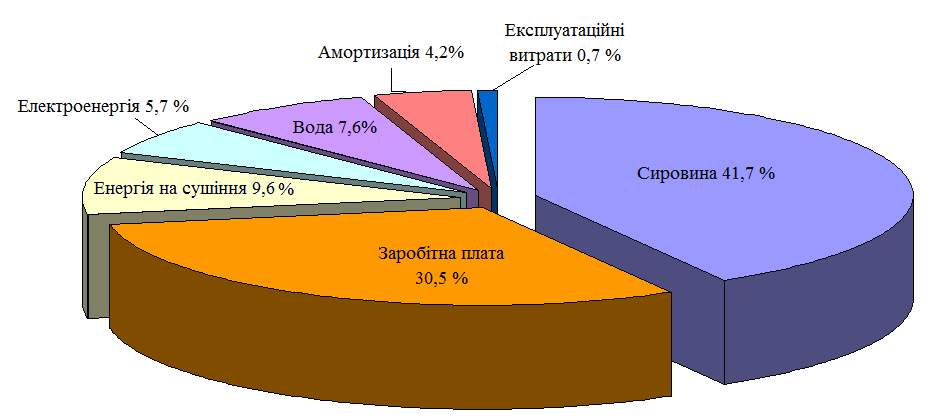 Експлуатаційні
витрати 0,7 %
Амортизація 4,2%
Електроенергія 5,7 %
Вода 7,6%
Сировина 41,7 %
Енергія на сушіння 9,6 %
Заробітна плата
30,5 %